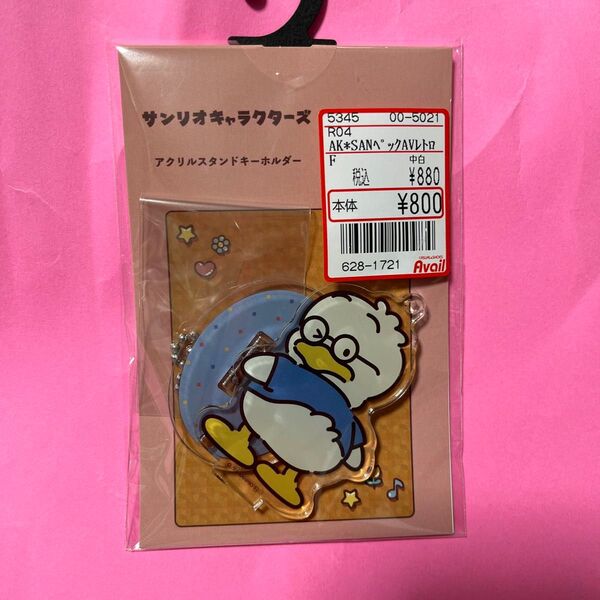 サンリオキャラクターズ
アクリルスタンドキーホルダー
5345 00-5021
R04
AK*SANペックAVレトロ
F 中白
税込 ¥880
本体 ¥800
628-1721
Avail